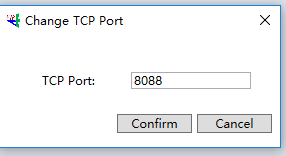 Change TCP Port
TCP Port:
8088
Confirm
Cancel